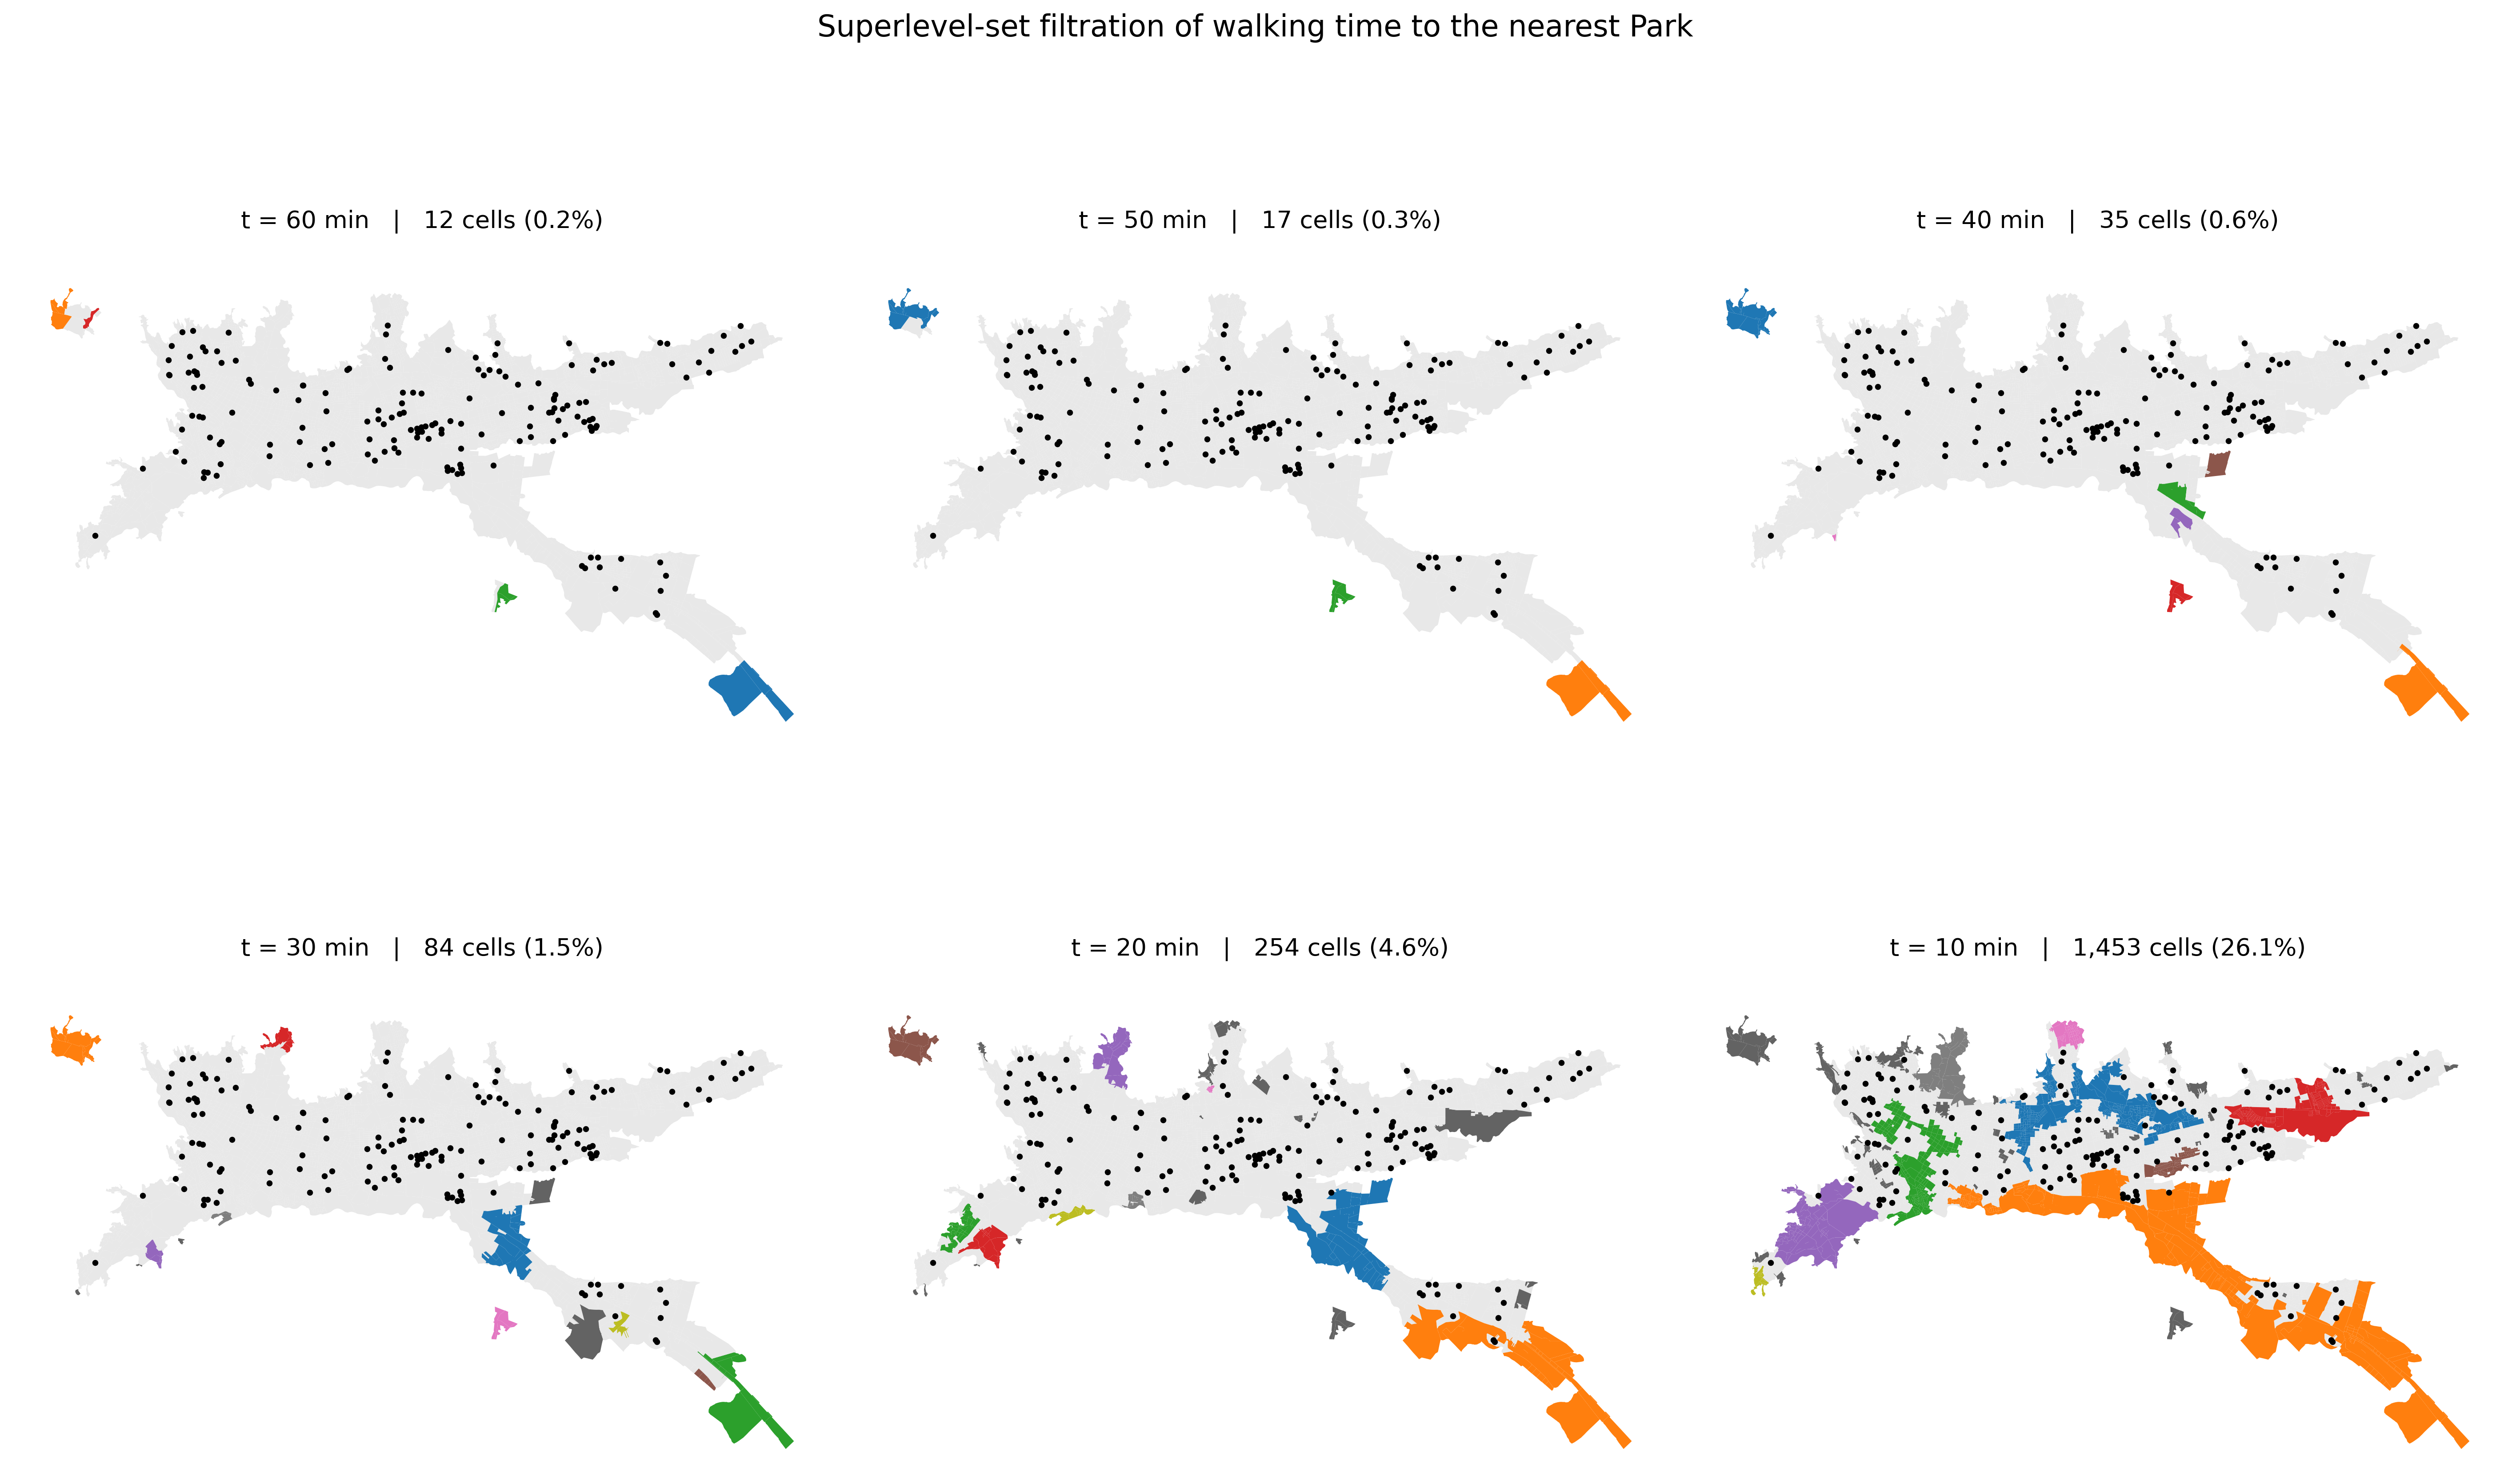 Superlevel-set filtration of walking time to the nearest Park
t = 60 min | 12 cells (0.2%)
t = 50 min | 17 cells (0.3%)
t = 40 min | 35 cells (0.6%)
t = 30 min | 84 cells (1.5%)
t = 20 min | 254 cells (4.6%)
t = 10 min | 1,453 cells (26.1%)